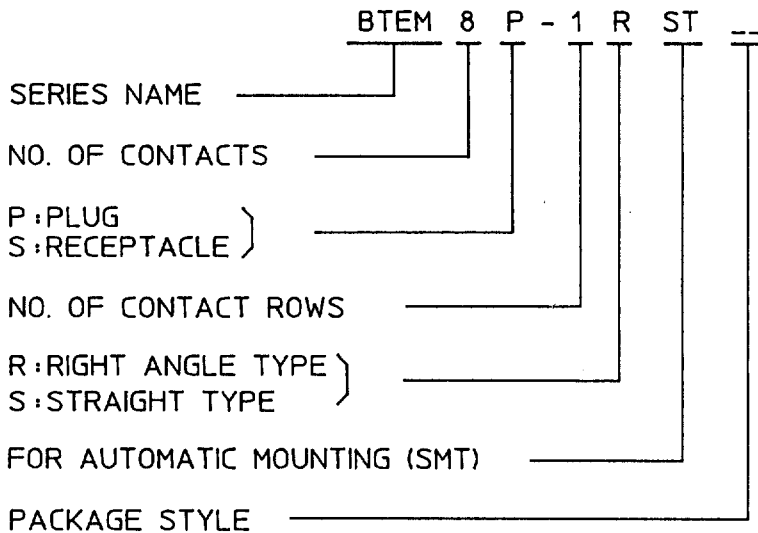 BTEM 8 P - 1 R ST --
SERIES NAME
NO. OF CONTACTS
P:PLUG
S:RECEPTACLE
NO. OF CONTACT ROWS
R:RIGHT ANGLE TYPE
S:STRAIGHT TYPE
FOR AUTOMATIC MOUNTING (SMT)
PACKAGE STYLE